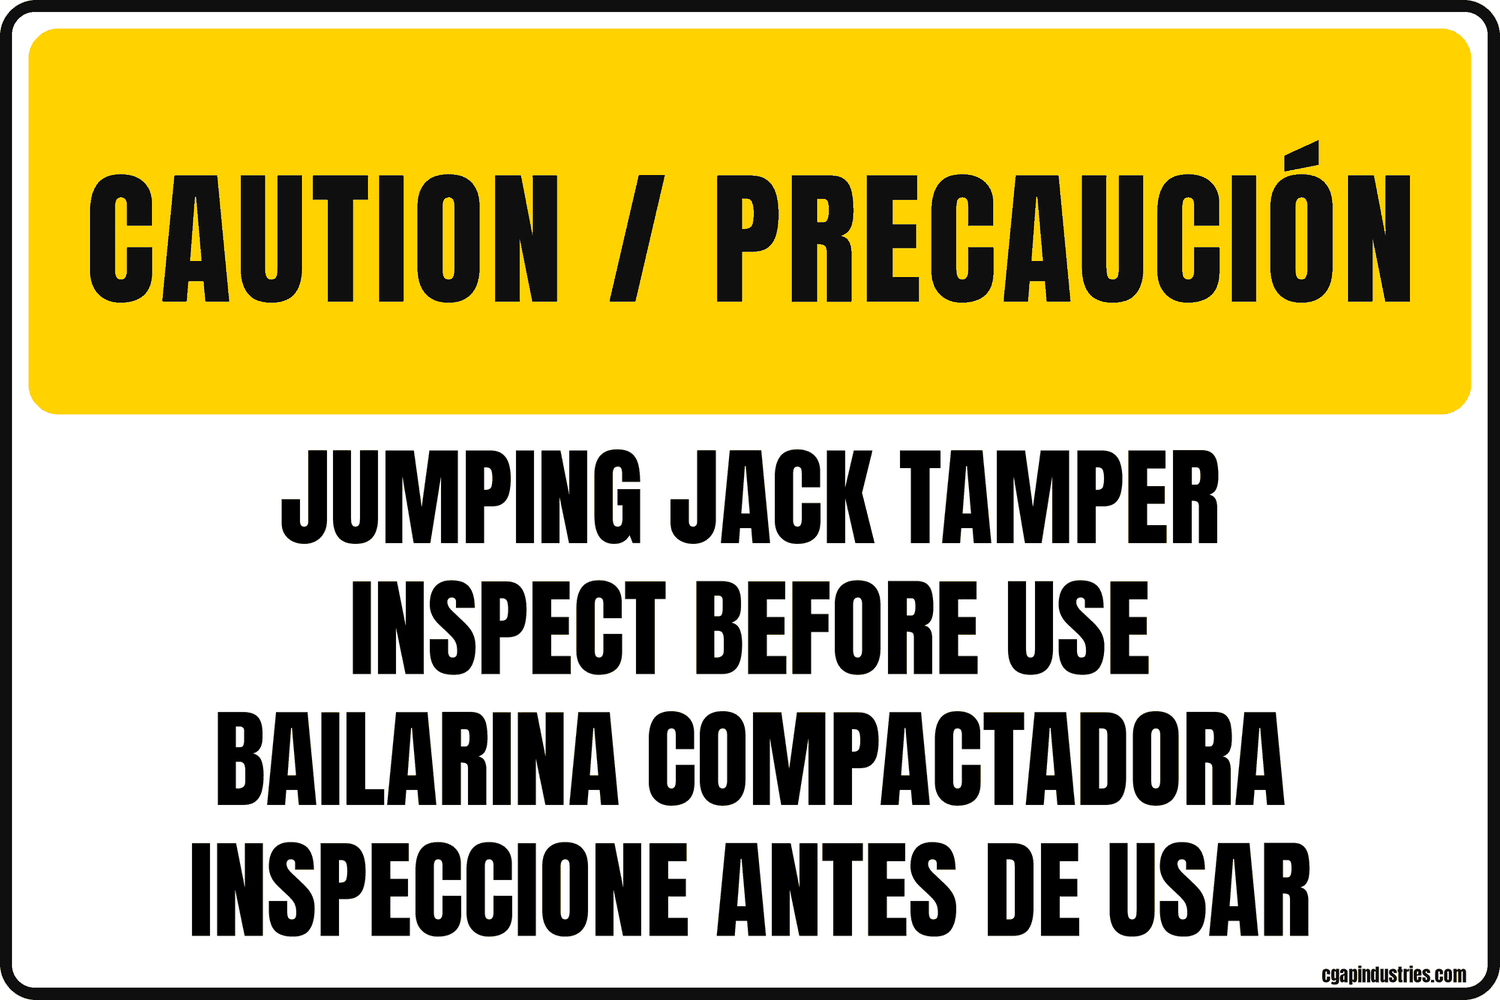 CAUTION / PRECAUCIÓN
JUMPING JACK TAMPER
INSPECT BEFORE USE
BAILARINA COMPACTADORA
INSPECCIONE ANTES DE USAR
cgapindustries.com